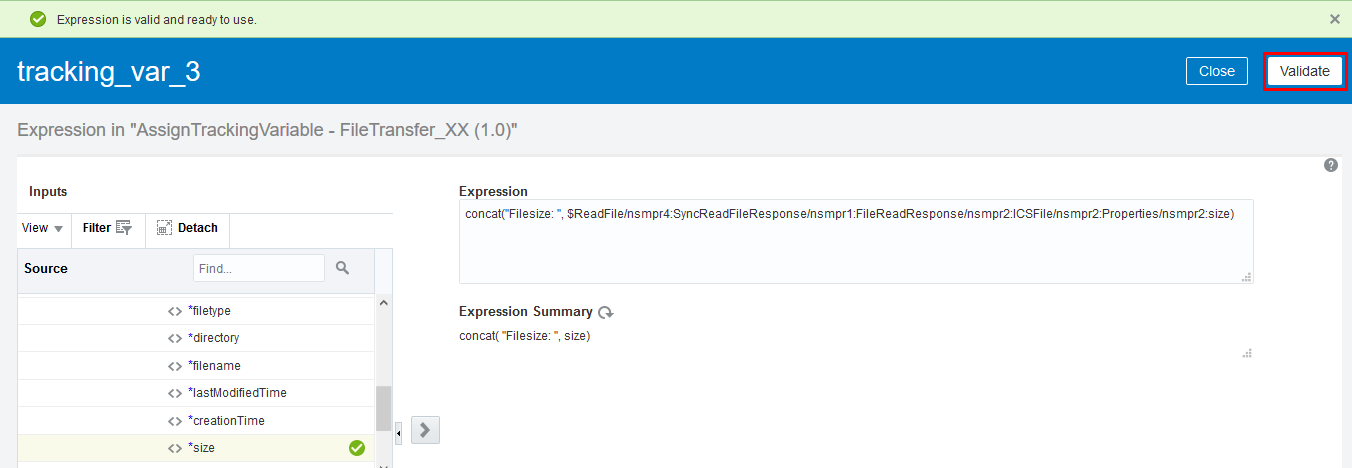 Expression is valid and ready to use.
tracking_var_3
Close
Validate
Expression in "AssignTrackingVariable - FileTransfer_XX (1.0)"
Inputs
View
Filter
Detach
Source
Find...
<> *filetype
<> *directory
<> *filename
<> *lastModifiedTime
<> *creationTime
<> *size
Expression
concat("Filesize: ", $ReadFile/nsmpr4:SyncReadFileResponse/nsmpr1:FileReadResponse/nsmpr2:ICSFile/nsmpr2:Properties/nsmpr2:size)
Expression Summary
concat( "Filesize: ", size)